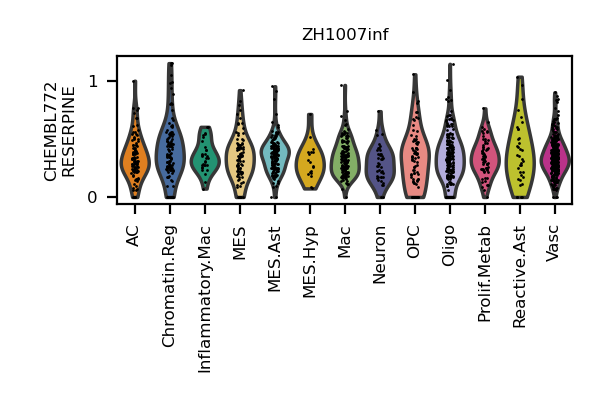 ZH1007inf
CHEMBL772
RESERPINE
1
0
AC
Chromatin.Reg
Inflammatory.Mac
MES
MES.Ast
MES.Hyp
Mac
Neuron
OPC
Oligo
Prolif.Metab
Reactive.Ast
Vasc